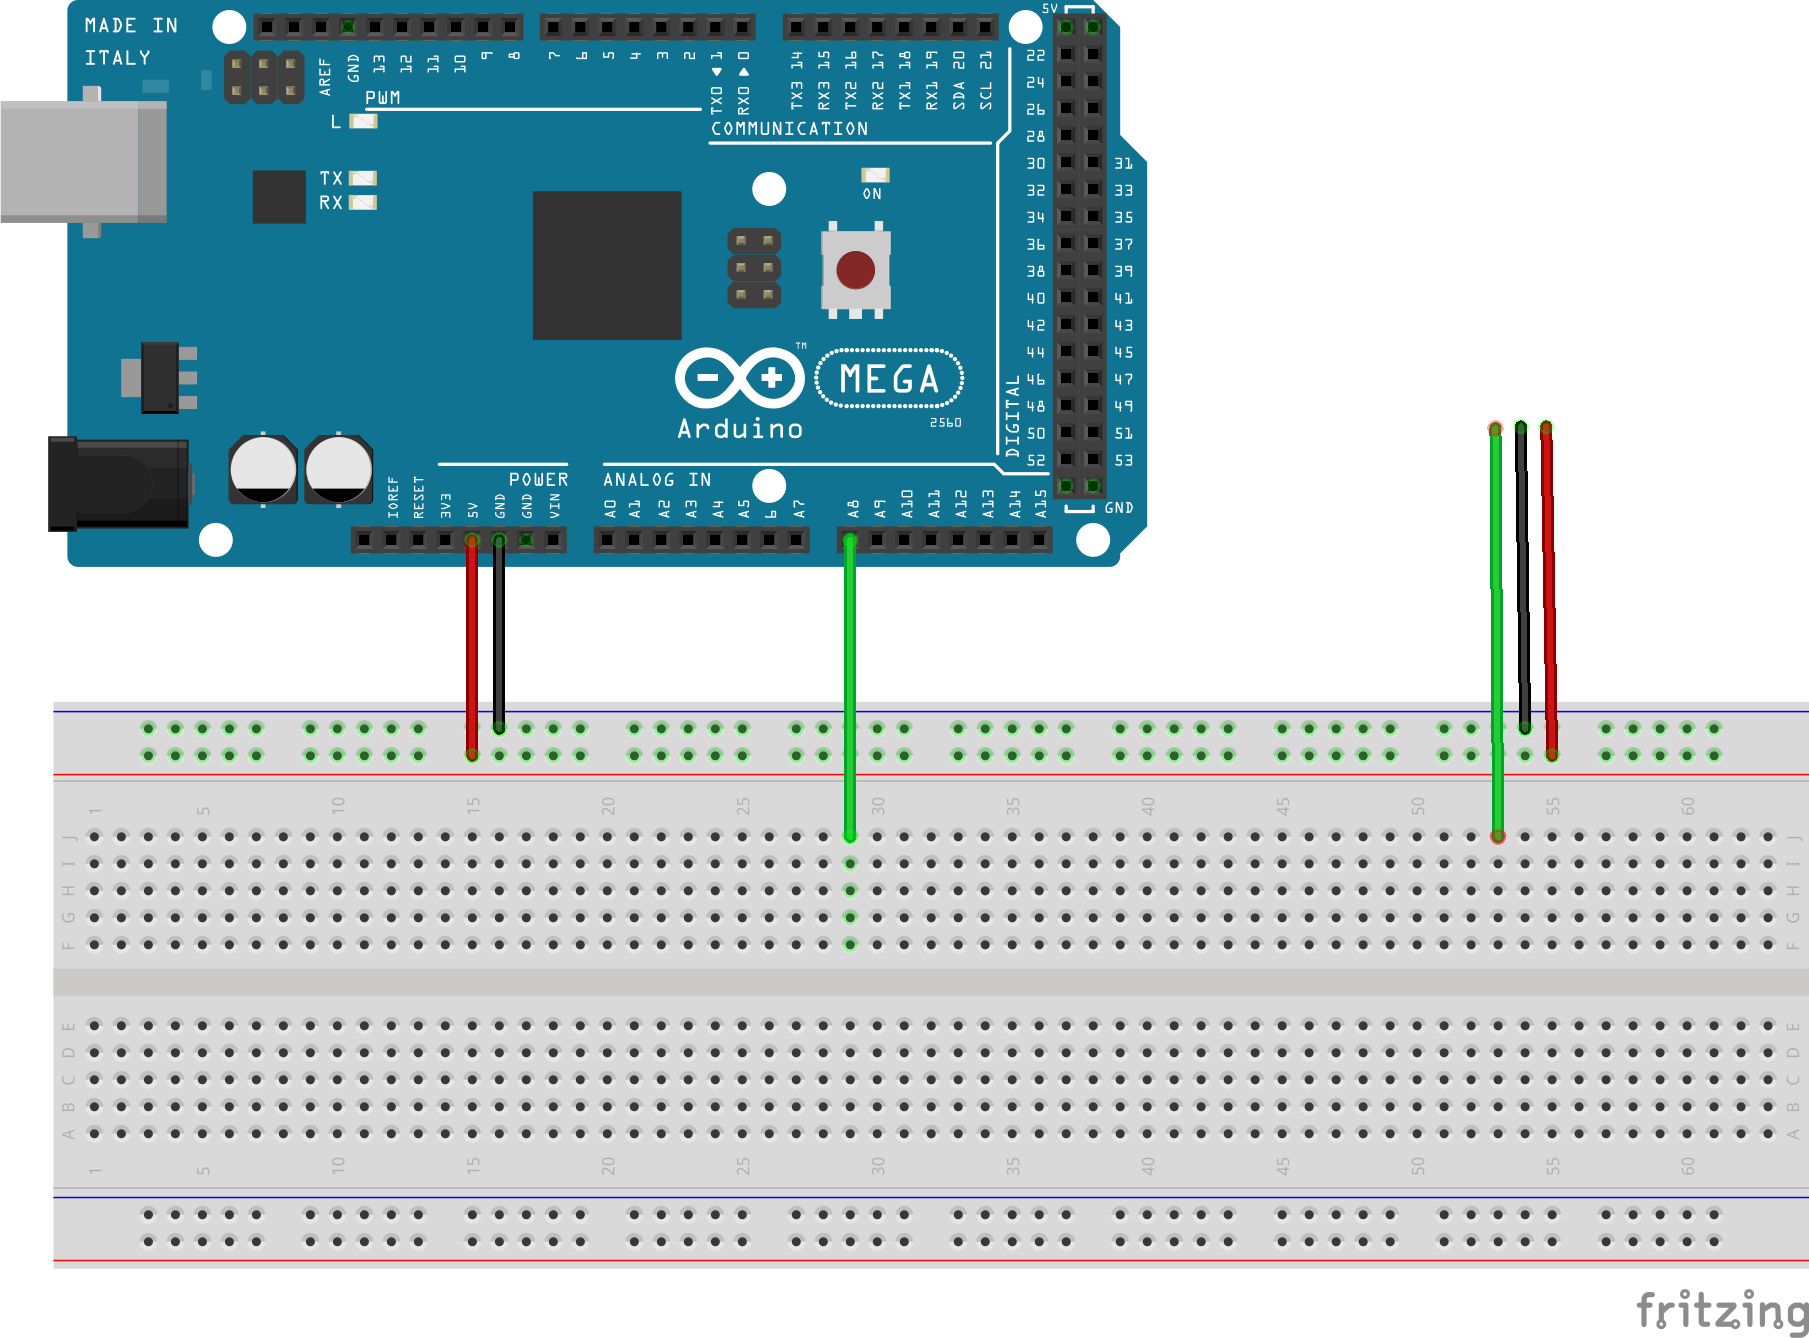 MADE IN
ITALY
AREF
GND
13
12
11
10
9
8
7
6
5
4
3
2
TX0 1
RX0 0
TX3 14
RX3 15
TX2 16
RX2 17
TX1 18
RX1 19
SDA 20
SCL 21
5V
PWM
COMMUNICATION
L
TX
RX
ON
22
24
26
28
30 31
32 33
34 35
36 37
38 39
40 41
42 43
44 45
46 47
48 49
50 51
52 53
GND
DIGITAL
TM
MEGA
Arduino
2560
POWER
ANALOG IN
IOREF
RESET
3V3
5V
GND
GND
VIN
A0
A1
A2
A3
A4
A5
6
A7
A8
A9
A10
A11
A12
A13
A14
A15
1 5 10 15 20 25 30 35 40 45 50 55 60
J J
I I
H H
G G
F F
E E
D D
C C
B B
A A
1 5 10 15 20 25 30 35 40 45 50 55 60
fritzing